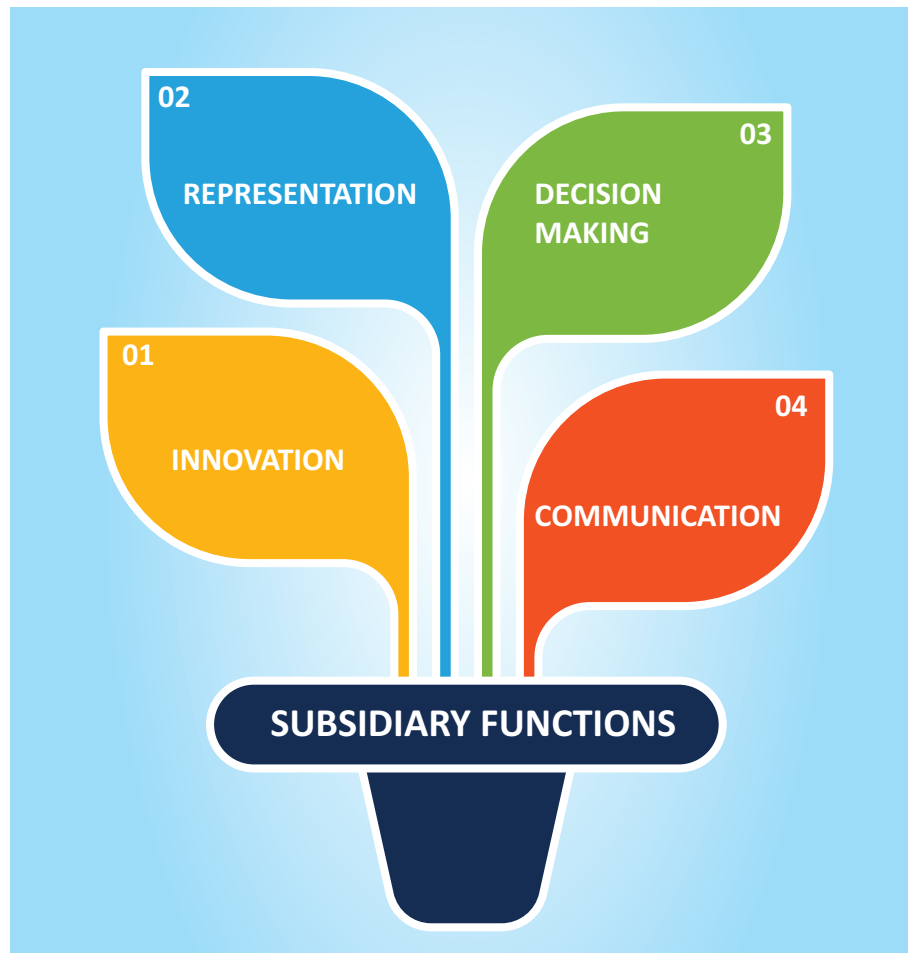 01
INNOVATION
02
REPRESENTATION
03
DECISION
MAKING
04
COMMUNICATION
SUBSIDIARY FUNCTIONS